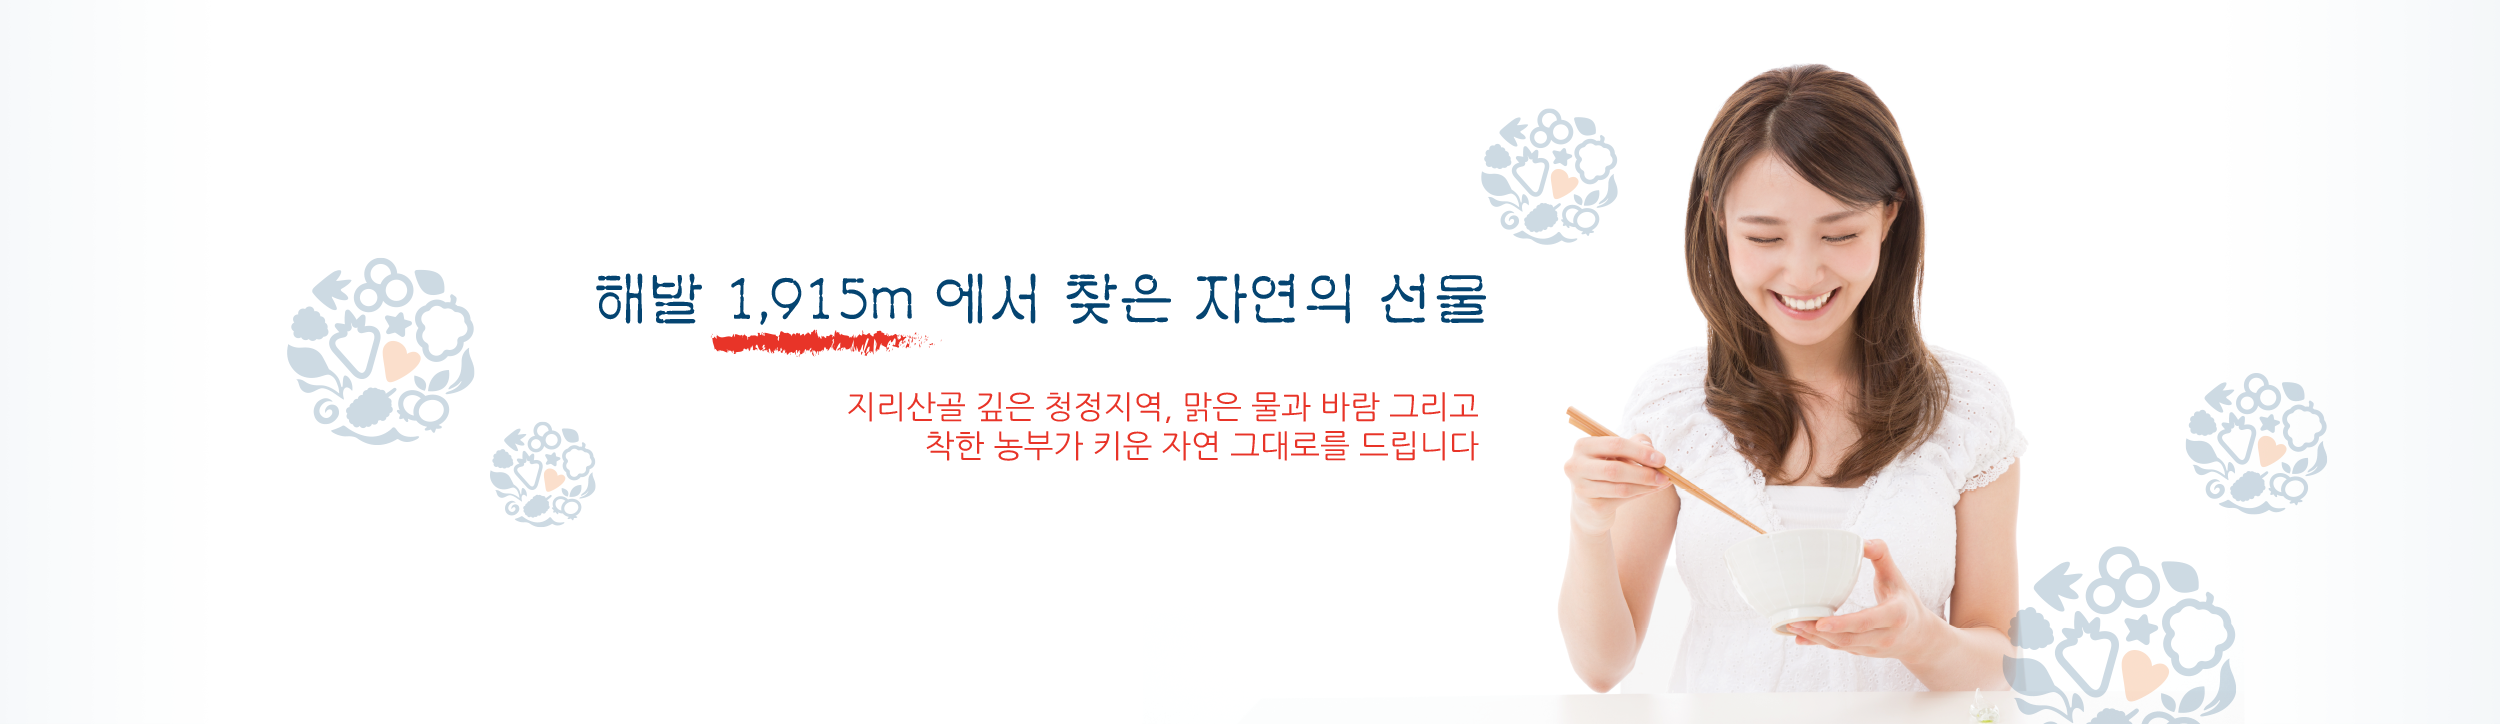 해발 1,915m 에서 찾은 자연의 선물
지리산골 깊은 청정지역, 맑은 물과 바람 그리고
착한 농부가 키운 자연 그대로를 드립니다